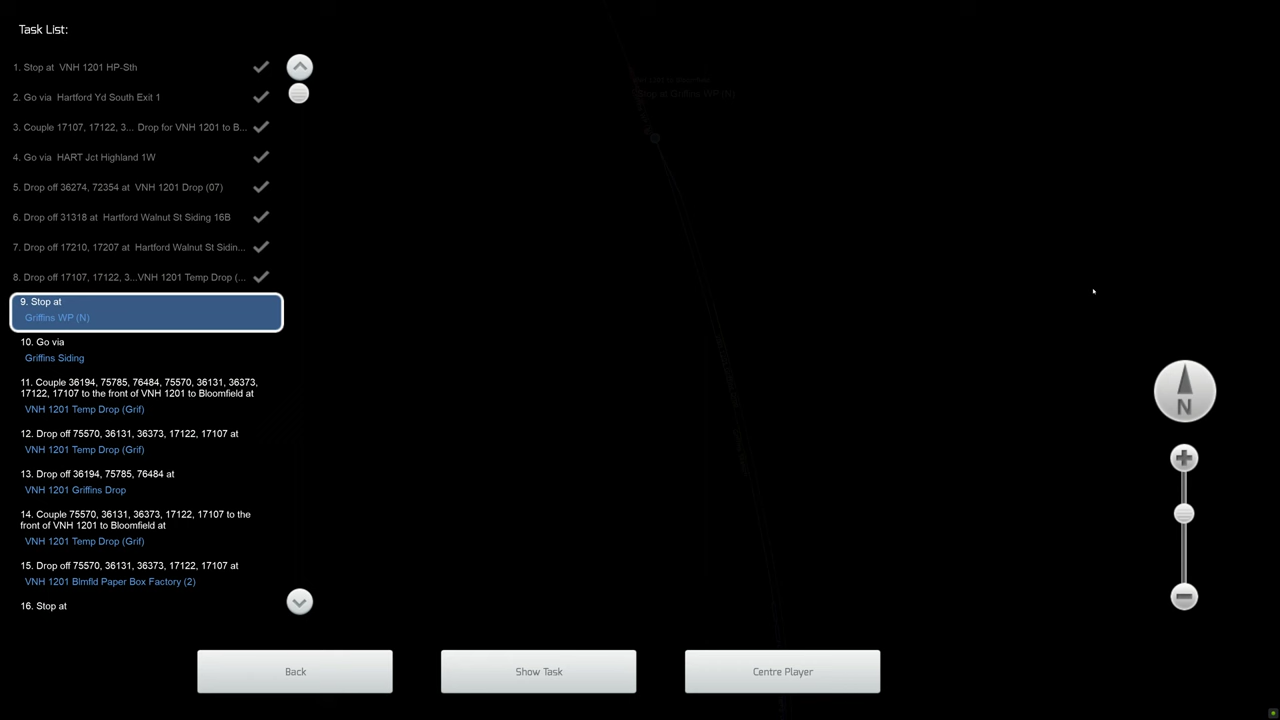 Task List:
1. Stop at VNH 1201 HP-Sth
2. Go via Hartford Yd South Exit 1
3. Couple 17107, 17122, 3... Drop for VNH 1201 to B...
4. Go via HART Jct Highland 1W
5. Drop off 36274, 72354 at VNH 1201 Drop (07)
6. Drop off 31318 at Hartford Walnut St Siding 16B
7. Drop off 17210, 17207 at Hartford Walnut St Sidin...
8. Drop off 17107, 17122, 3...VNH 1201 Temp Drop (...
9. Stop at
Griffins WP (N)
10. Go via
Griffins Siding
11. Couple 36194, 75785, 76484, 75570, 36131, 36373,
17122, 17107 to the front of VNH 1201 to Bloomfield at
VNH 1201 Temp Drop (Grif)
12. Drop off 75570, 36131, 36373, 17122, 17107 at
VNH 1201 Temp Drop (Grif)
13. Drop off 36194, 75785, 76484 at
VNH 1201 Griffins Drop
14. Couple 75570, 36131, 36373, 17122, 17107 to the
front of VNH 1201 to Bloomfield at
VNH 1201 Temp Drop (Grif)
15. Drop off 75570, 36131, 36373, 17122, 17107 at
VNH 1201 Blmfld Paper Box Factory (2)
16. Stop at
Stop at Griffins WP (N)
N
Back
Show Task
Centre Player